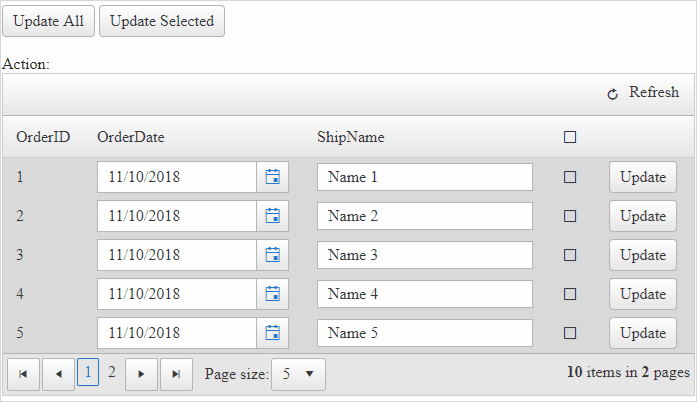 Update All Update Selected
Action:
Refresh
OrderID OrderDate ShipName
1 11/10/2018 Name 1 Update
2 11/10/2018 Name 2 Update
3 11/10/2018 Name 3 Update
4 11/10/2018 Name 4 Update
5 11/10/2018 Name 5 Update
1 2 Page size: 5 10 items in 2 pages